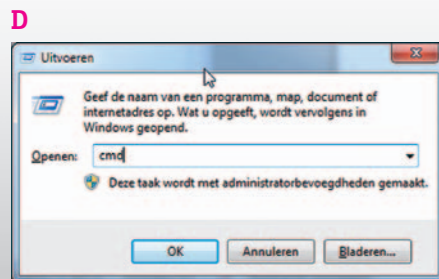 D
Uitvoeren
Geef de naam van een programma, map, document of
internetadres op. Wat u opgeeft, wordt vervolgens in
Windows geopend.
Openen: cmd
Deze taak wordt met administratorbevoegdheden gemaakt.
OK Annuleren Bladeren...